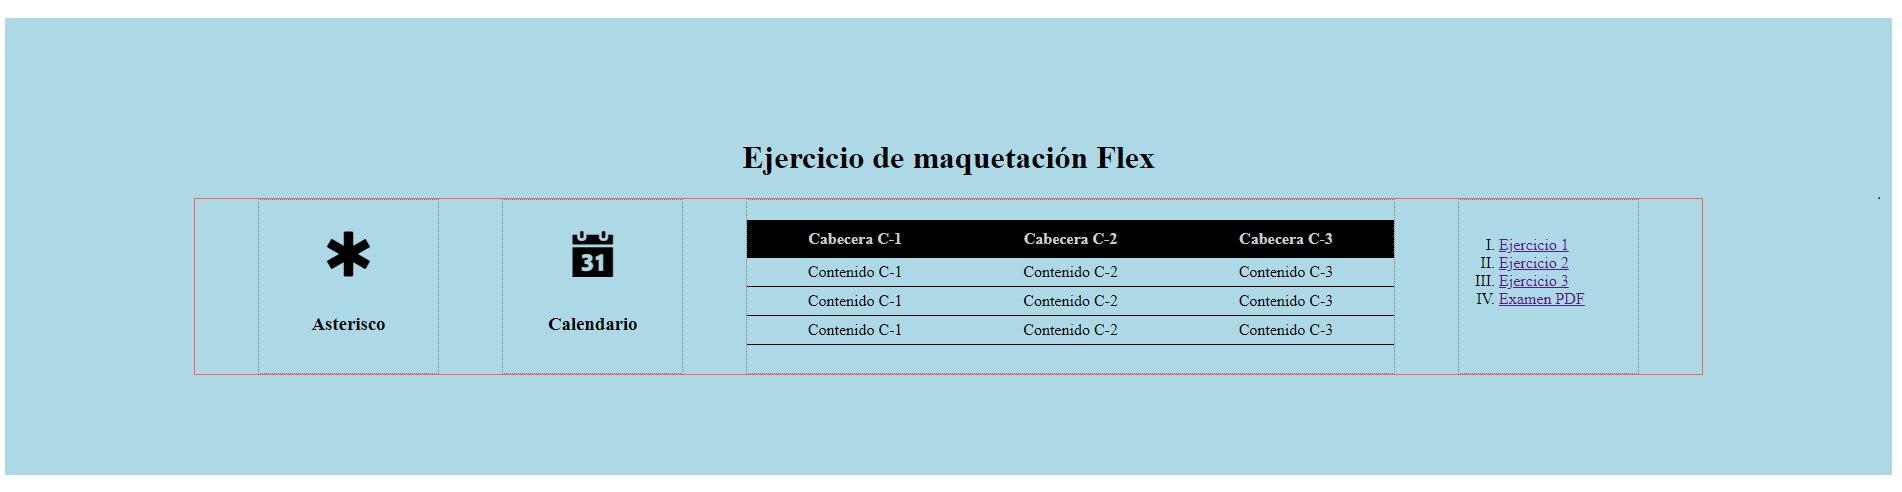 Ejercicio de maquetación Flex
31
Asterisco
Calendario
Cabecera C-1 Cabecera C-2 Cabecera C-3
Contenido C-1 Contenido C-2 Contenido C-3
Contenido C-1 Contenido C-2 Contenido C-3
Contenido C-1 Contenido C-2 Contenido C-3
I. Ejercicio 1
II. Ejercicio 2
III. Ejercicio 3
IV. Examen PDF
.